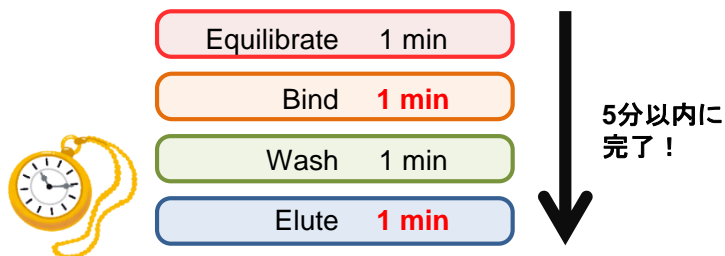 Equilibrate 1 min
Bind 1 min
Wash 1 min
Elute 1 min
5分以内に
完了！